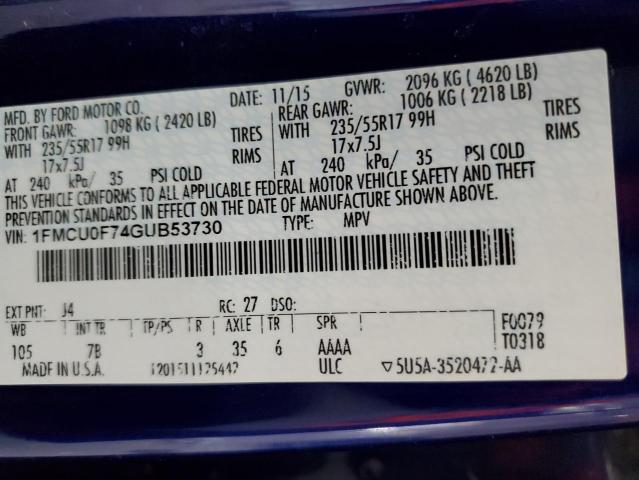 MFD. BY FORD MOTOR CO. DATE: 11/15 GVWR: 2096 KG ( 4620 LB)
FRONT GAWR: 1098 KG ( 2420 LB) REAR GAWR: 1006 KG ( 2218 LB)
WITH 235/55R17 99H TIRES WITH 235/55R17 99H TIRES
17x7.5J RIMS 17x7.5J RIMS
AT 240 kPa/ 35 PSI COLD AT 240 kPa/ 35 PSI COLD
THIS VEHICLE CONFORMS TO ALL APPLICABLE FEDERAL MOTOR VEHICLE SAFETY AND THEFT
PREVENTION STANDARDS IN EFFECT ON THE DATE OF MANUFACTURE SHOWN ABOVE.
VIN: 1FMCU0F74GUB53730 TYPE: MPV
EXT PNT: J4 RC: 27 DSO: F0079
WB INT TR TP/PS R AXLE TR SPR T0318
105 7B 3 35 6 AAAA
MADE IN U.S.A. ULC ▽5U5A-3520472-AA